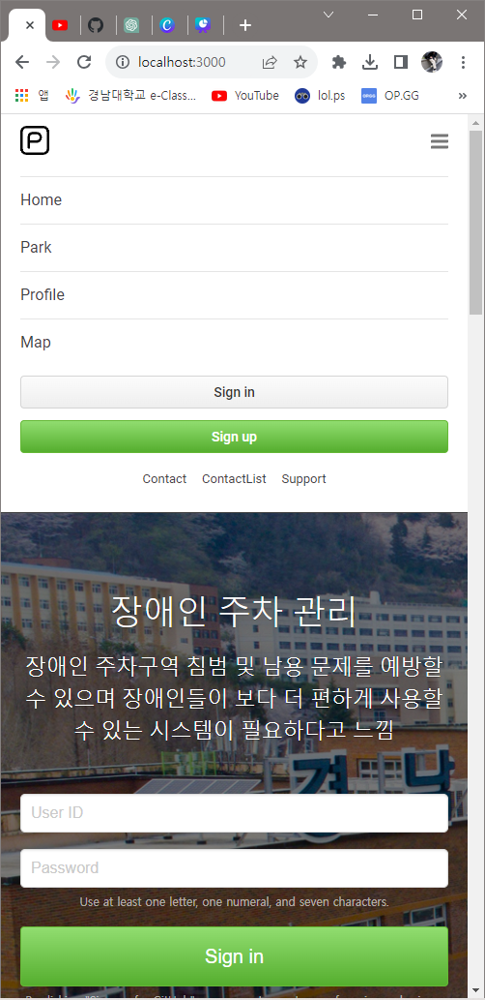 localhost:3000
앱
경남대학교 e-Class...
YouTube
lol.ps
OP.GG
P
Home
Park
Profile
Map
Sign in
Sign up
Contact ContactList Support
장애인 주차 관리
장애인 주차구역 침범 및 남용 문제를 예방할
수 있으며 장애인들이 보다 더 편하게 사용할
수 있는 시스템이 필요하다고 느낌
경남
User ID
Password
Use at least one letter, one numeral, and seven characters.
Sign in